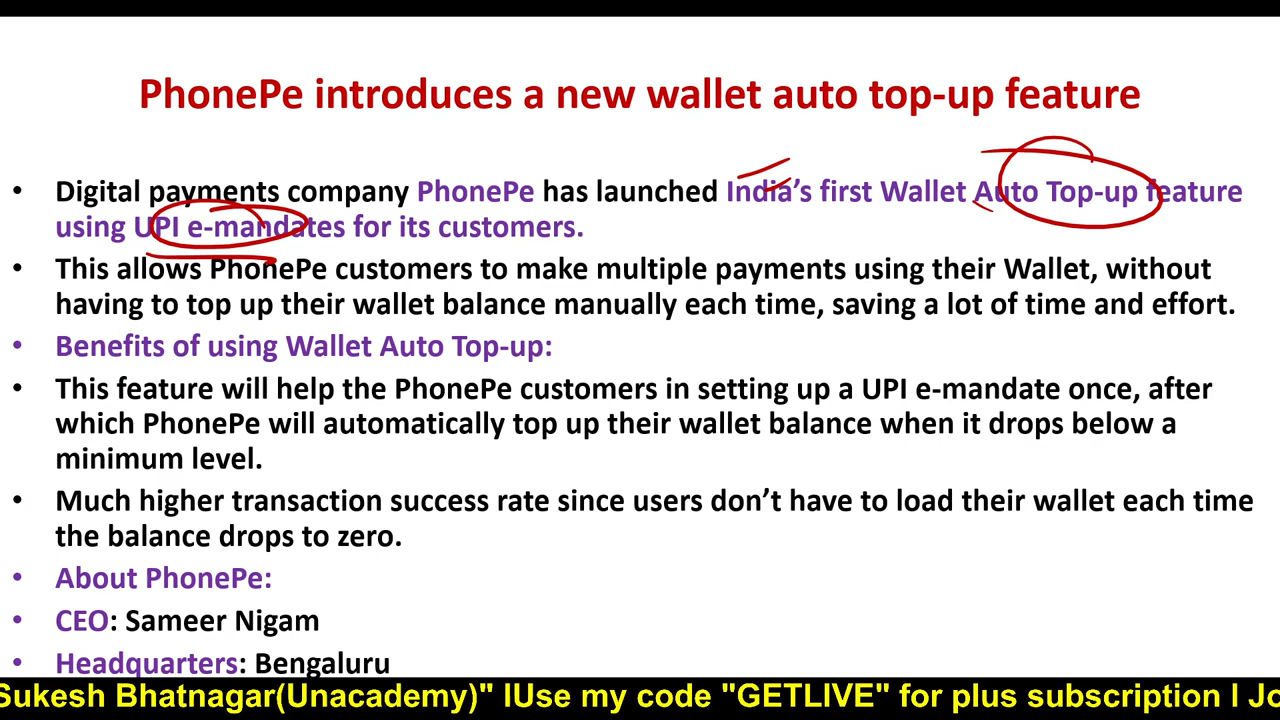 PhonePe introduces a new wallet auto top-up feature
• Digital payments company PhonePe has launched India's first Wallet Auto Top-up feature
using UPI e-mandates for its customers.
• This allows PhonePe customers to make multiple payments using their Wallet, without
having to top up their wallet balance manually each time, saving a lot of time and effort.
• Benefits of using Wallet Auto Top-up:
• This feature will help the PhonePe customers in setting up a UPI e-mandate once, after
which PhonePe will automatically top up their wallet balance when it drops below a
minimum level.
• Much higher transaction success rate since users don't have to load their wallet each time
the balance drops to zero.
• About PhonePe:
• CEO: Sameer Nigam
• Headquarters: Bengaluru
Sukesh Bhatnagar(Unacademy)" lUse my code "GETLIVE" for plus subscription l Jo